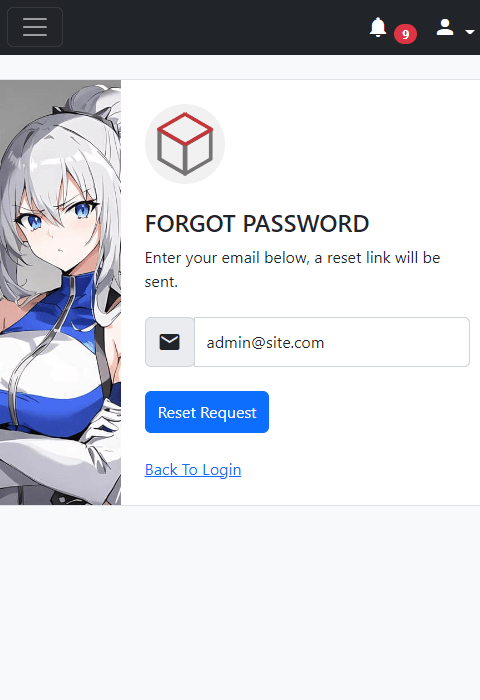 9
FORGOT PASSWORD
Enter your email below, a reset link will be
sent.
admin@site.com
Reset Request
Back To Login